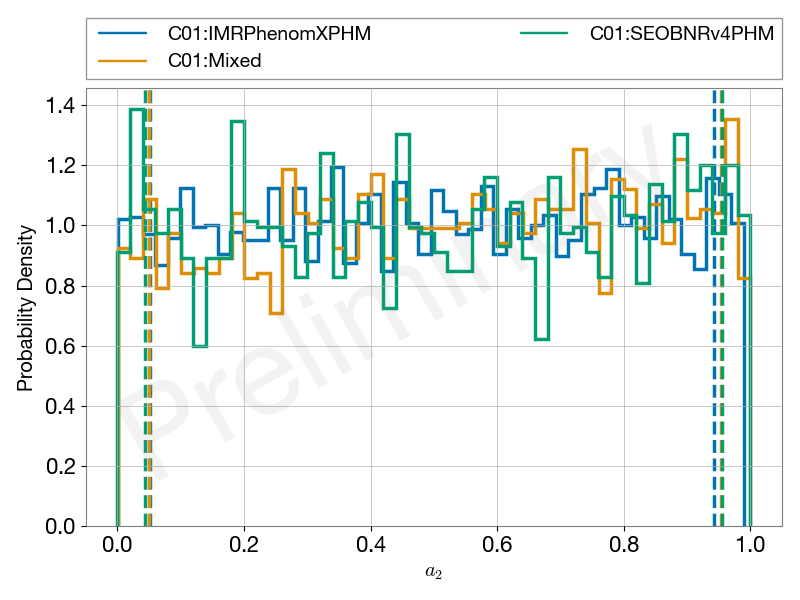 C01:IMRPhenomXPHM
C01:Mixed
C01:SEOBNRv4PHM
1.4
1.2
1.0
0.8
0.6
0.4
0.2
0.0
Probability Density
Preliminary
0.0 0.2 0.4 0.6 0.8 1.0
a₂